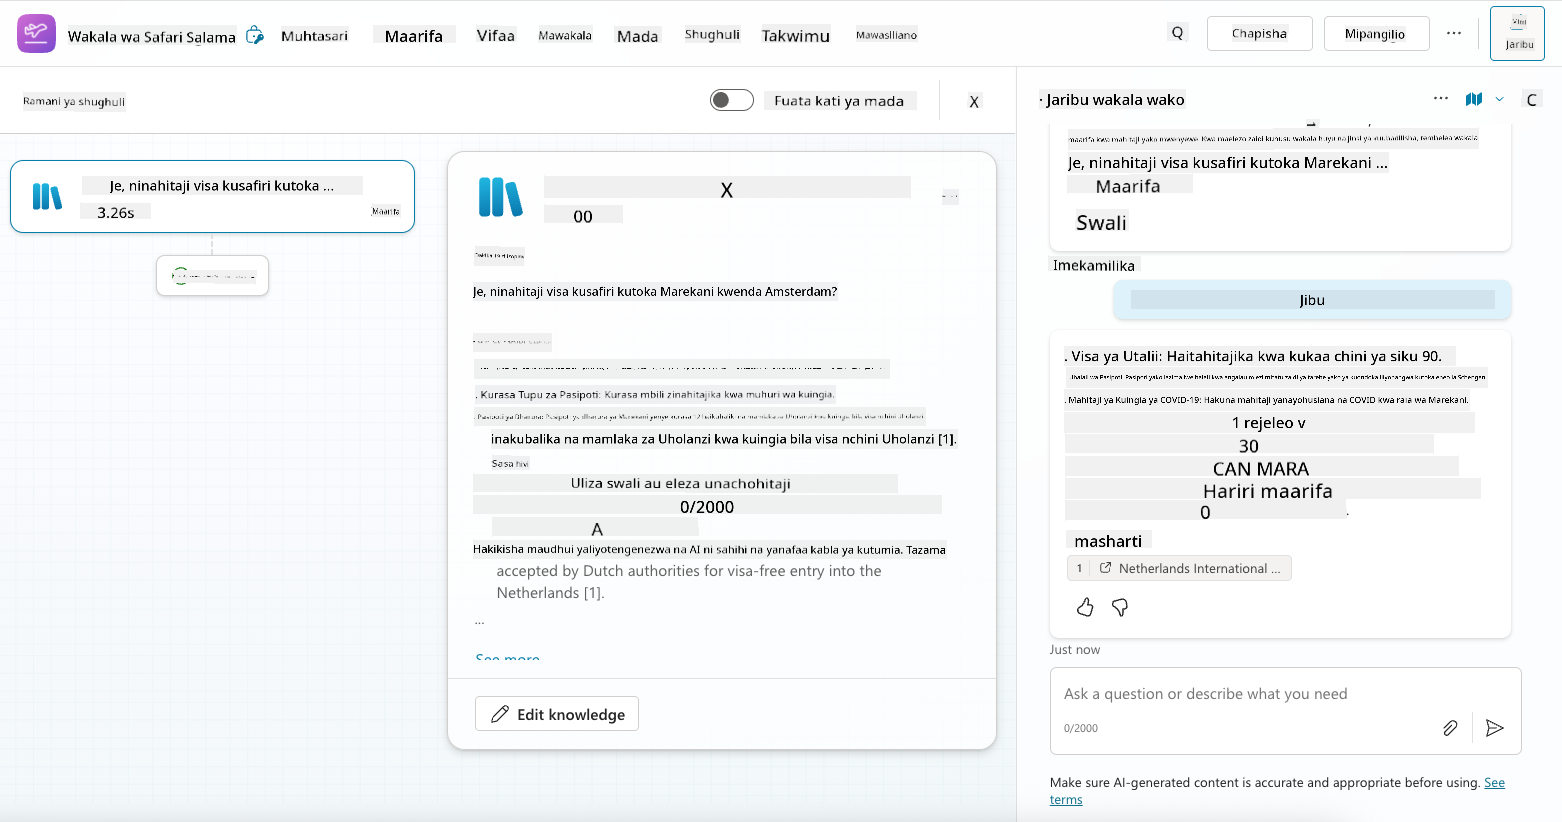 Wakala wa Safari Salama
Muhtasari
Maarifa
Vifaa
Mawakala
Mada
Shughuli
Takwimu
Mawasiliano
Q
Chapisha
Mipangilio
...
Jaribu
Ramani ya shughuli
Fuata kati ya mada
X
Je, ninahitaji visa kusafiri kutoka ...
3.26s
Maarifa
X
00
Je, ninahitaji visa kusafiri kutoka Marekani kwenda Amsterdam?
. Kurasa Tupu za Pasipoti: Kurasa mbili zinahitajika kwa muhuri wa kuingia.
inakubalika na mamlaka za Uholanzi kwa kuingia bila visa nchini Uholanzi [1].
Sasa hivi
Uliza swali au eleza unachohitaji
0/2000
A
Hakikisha maudhui yaliyotengenezwa na AI ni sahihi na yanafaa kabla ya kutumia. Tazama
accepted by Dutch authorities for visa-free entry into the
Netherlands [1].
...
See more
Edit knowledge
Jaribu wakala wako
...
C
Je, ninahitaji visa kusafiri kutoka Marekani ...
Maarifa
Swali
Imekamilika
Jibu
. Visa ya Utalii: Haitahitajika kwa kukaa chini ya siku 90.
. Mahitaji ya Kuingia ya COVID-19: Hakuna mahitaji yanayohusiana na COVID kwa raia wa Marekani.
1 rejeleo v
30
CAN MARA
Hariri maarifa
0
masharti
1 Netherlands International ...
Just now
Ask a question or describe what you need
0/2000
Make sure AI-generated content is accurate and appropriate before using. See
terms